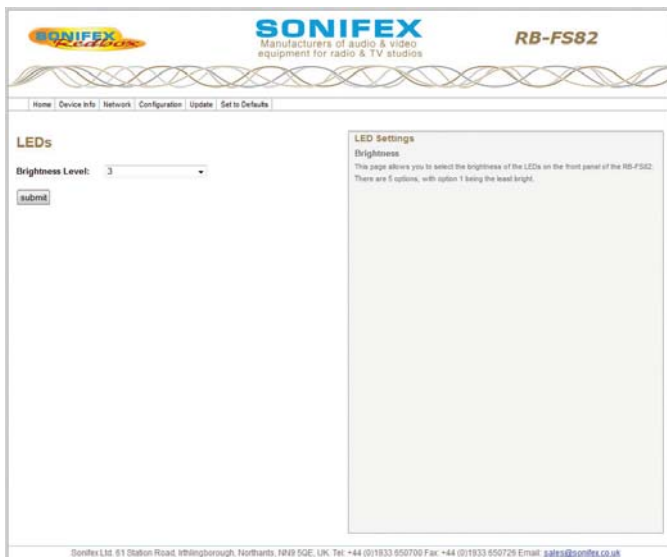 SONIFEX
Redbox
SONIFEX
Manufacturers of audio & video
equipment for radio & TV studios
RB-FS82
Home Device Info Network Configuration Update Set to Defaults
LEDs
Brightness Level: 3
submit
LED Settings
Brightness
This page allows you to select the brightness of the LEDs on the front panel of the RB-FS82.
There are 5 options, with option 1 being the least bright.
Sonifex Ltd. 61 Station Road, Irthlingborough, Northants, NN9 5QE, UK. Tel: +44 (0)1933 650700 Fax: +44 (0)1933 650726 Email: sales@sonifex.co.uk